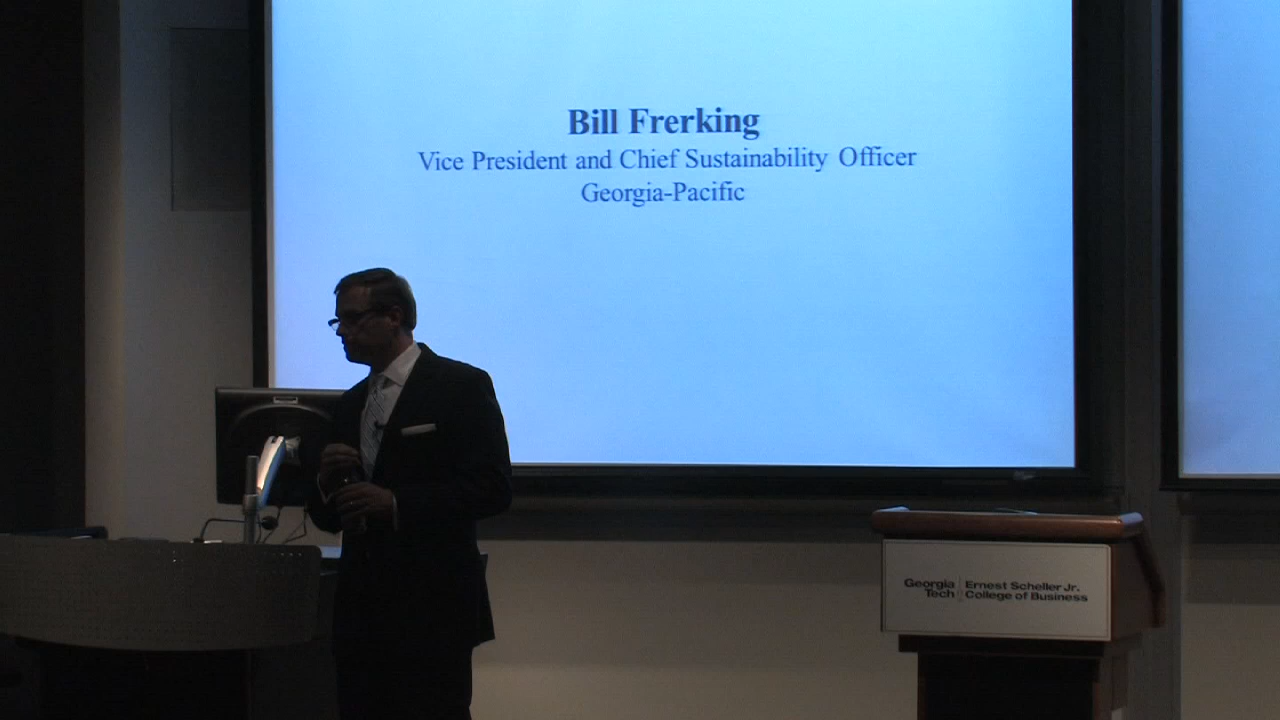 Bill Frerking
Vice President and Chief Sustainability Officer
Georgia-Pacific
Georgia
Tech
Ernest Scheller Jr.
College of Business